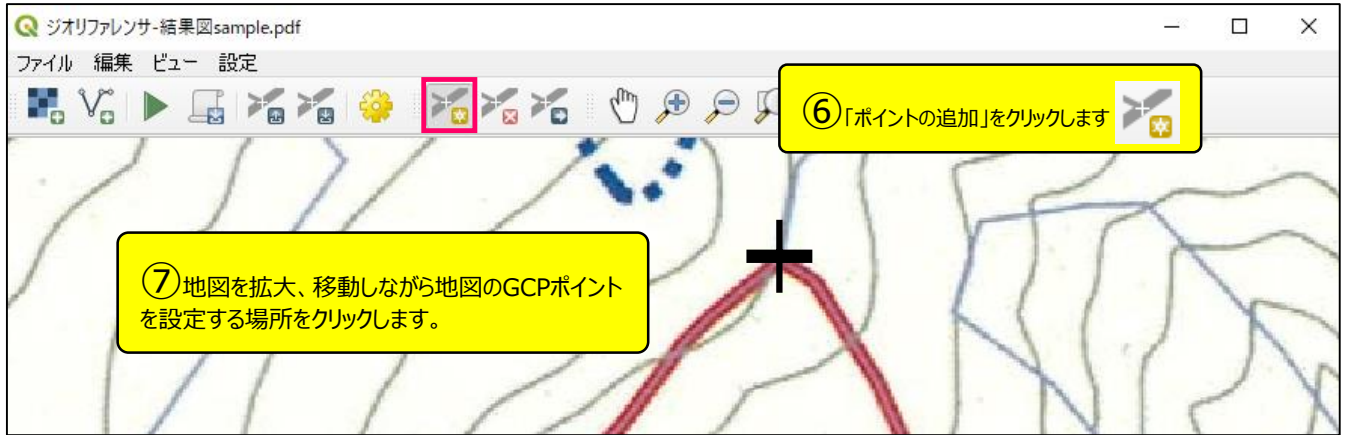 ジオリファレンサ-結果図sample.pdf
ファイル 編集 ビュー 設定
⑥「ポイントの追加」をクリックします
⑦地図を拡大、移動しながら地図のGCPポイント
を設定する場所をクリックします。